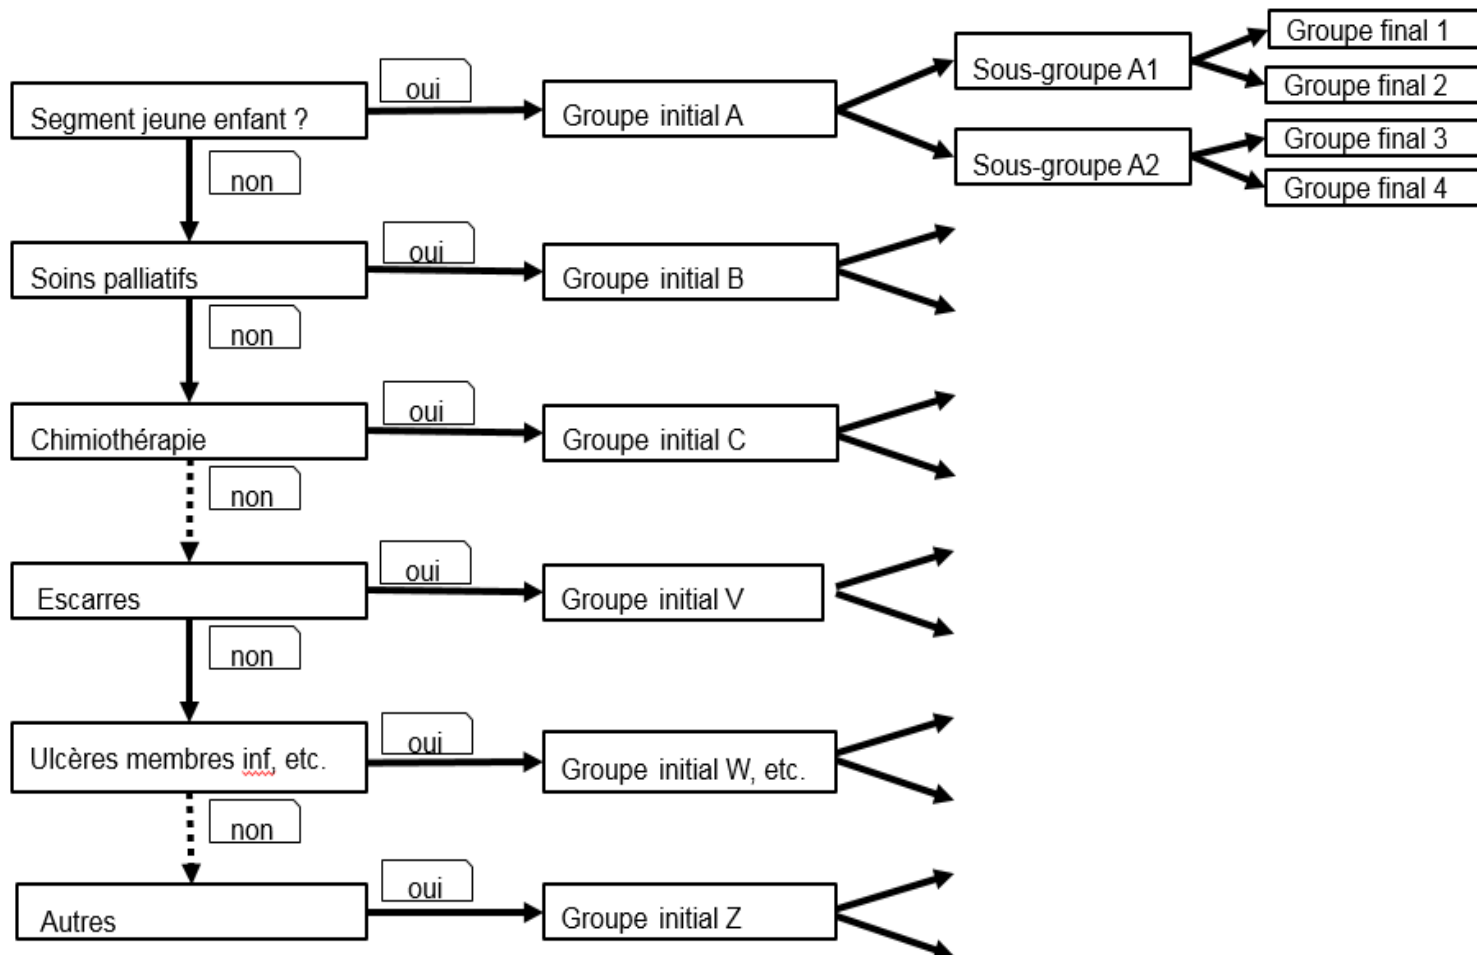 Segment jeune enfant ?
oui
Groupe initial A
Sous-groupe A1
Groupe final 1
Groupe final 2
Sous-groupe A2
Groupe final 3
Groupe final 4
non
Soins palliatifs
oui
Groupe initial B
non
Chimiothérapie
oui
Groupe initial C
non
Escarres
oui
Groupe initial V
non
Ulcères membres inf, etc.
oui
Groupe initial W, etc.
non
Autres
oui
Groupe initial Z